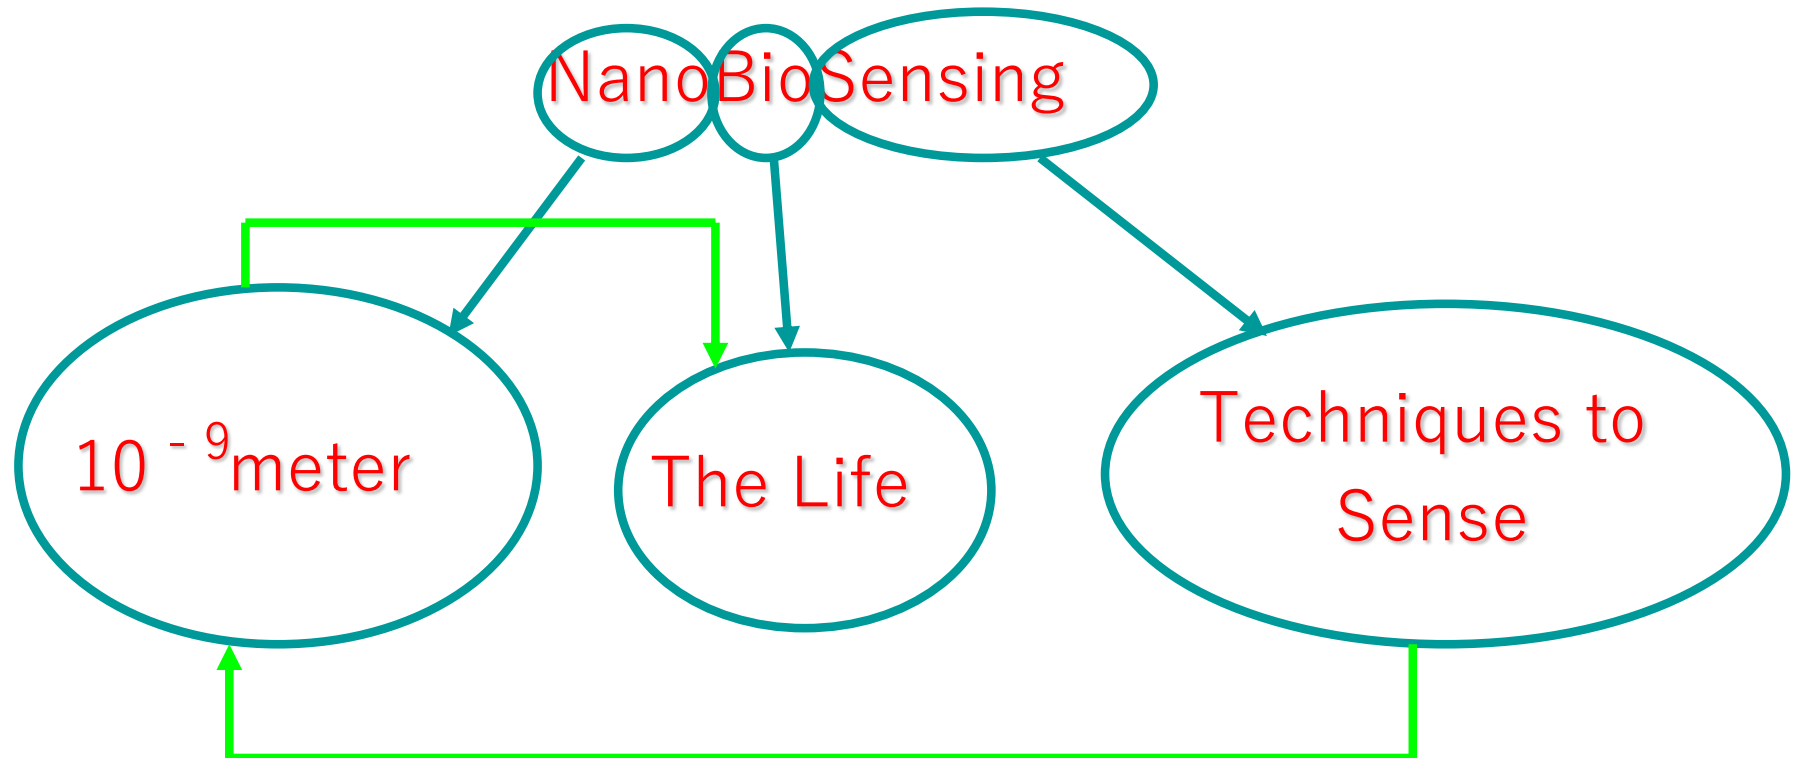 NanoBioSensing
10⁻⁹meter
The Life
Techniques to
Sense